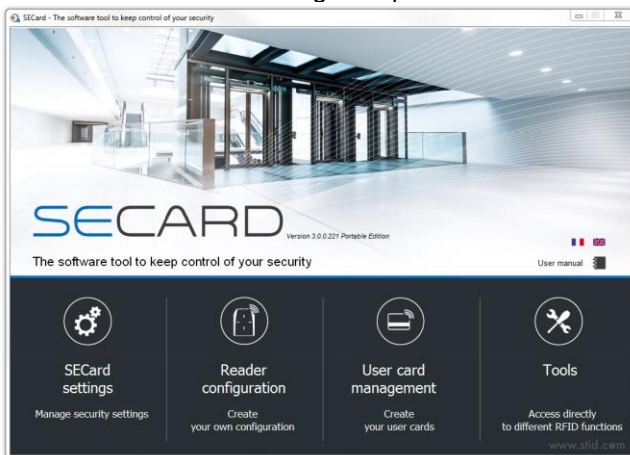 SECard - The software tool to keep control of your security
SECARD
Version 3.0.0.221 Portable Edition
The software tool to keep control of your security
User manual
SECard
settings
Manage security settings
Reader
configuration
Create
your own configuration
User card
management
Create
your user cards
Tools
Access directly
to different RFID functions
www.stid.com